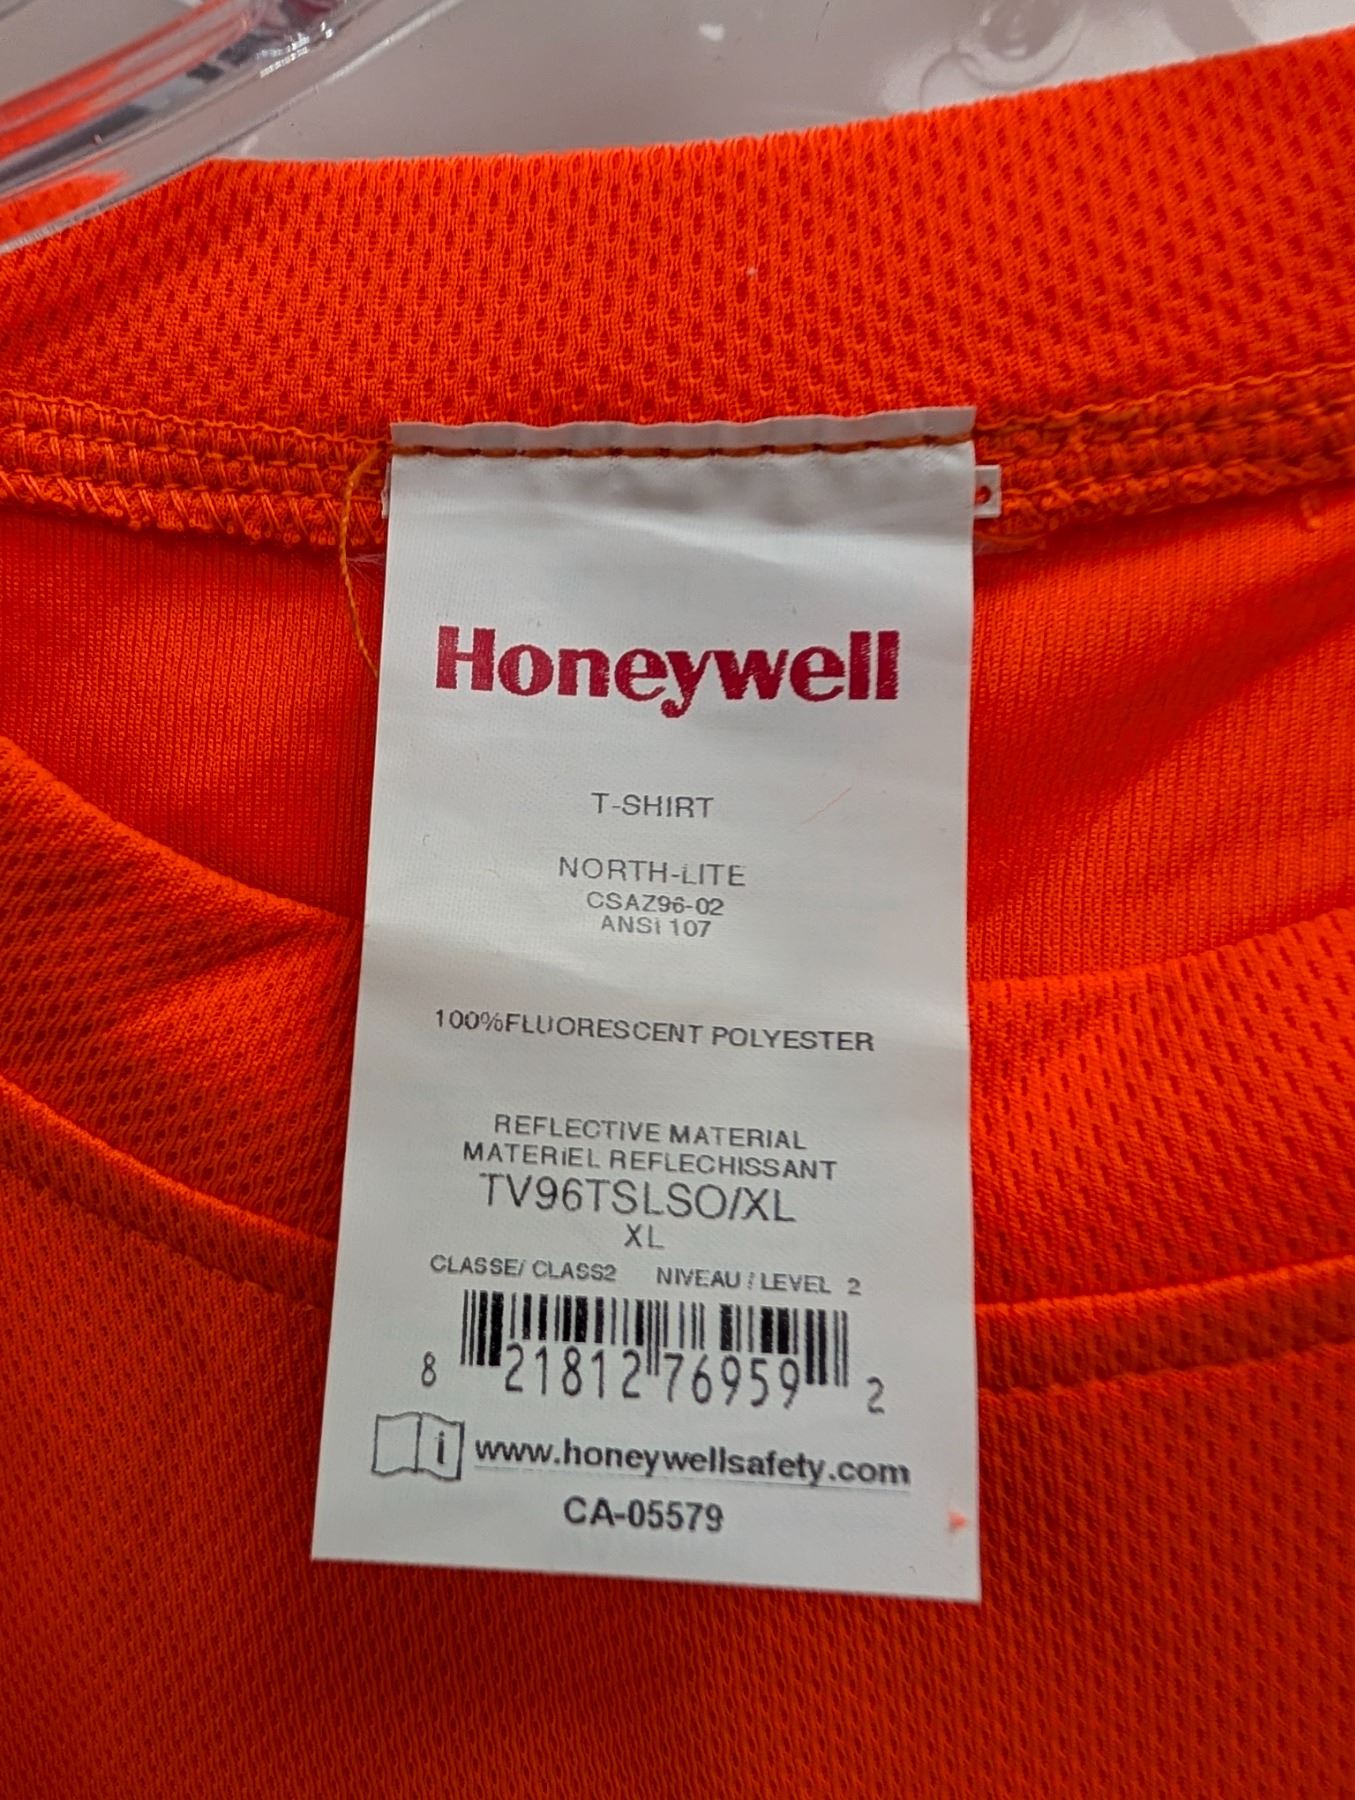 Honeywell
T-SHIRT
NORTH-LITE
CSAZ96-02
ANSI 107
100%FLUORESCENT POLYESTER
REFLECTIVE MATERIAL
MATERIEL REFLECHISSANT
TV96TSLSO/XL
XL
CLASSE/ CLASS2 NIVEAU / LEVEL 2
8 21812 76959 2
i www.honeywellsafety.com
CA-05579